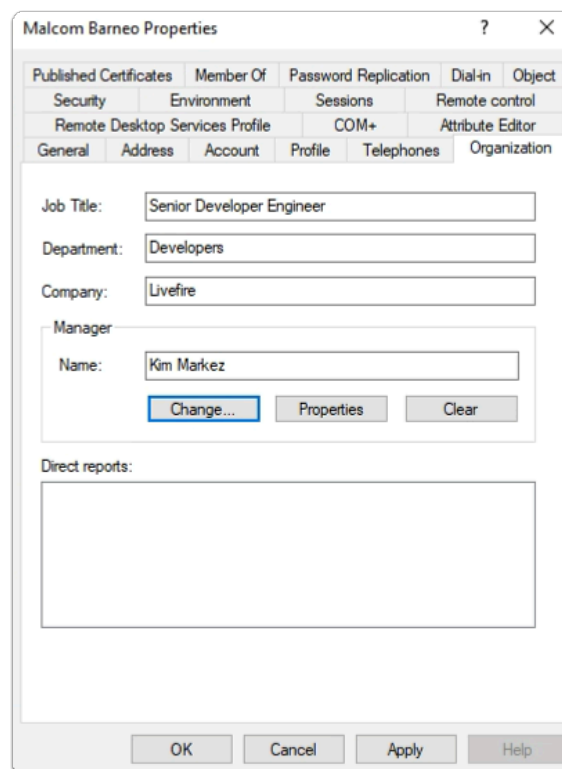 Malcom Barneo Properties ? ×
Published Certificates Member Of Password Replication Dial-in Object
Security Environment Sessions Remote control
Remote Desktop Services Profile COM+ Attribute Editor
General Address Account Profile Telephones Organization
Job Title: Senior Developer Engineer
Department: Developers
Company: Livefire
Manager
Name: Kim Markez
Change... Properties Clear
Direct reports:
OK Cancel Apply Help